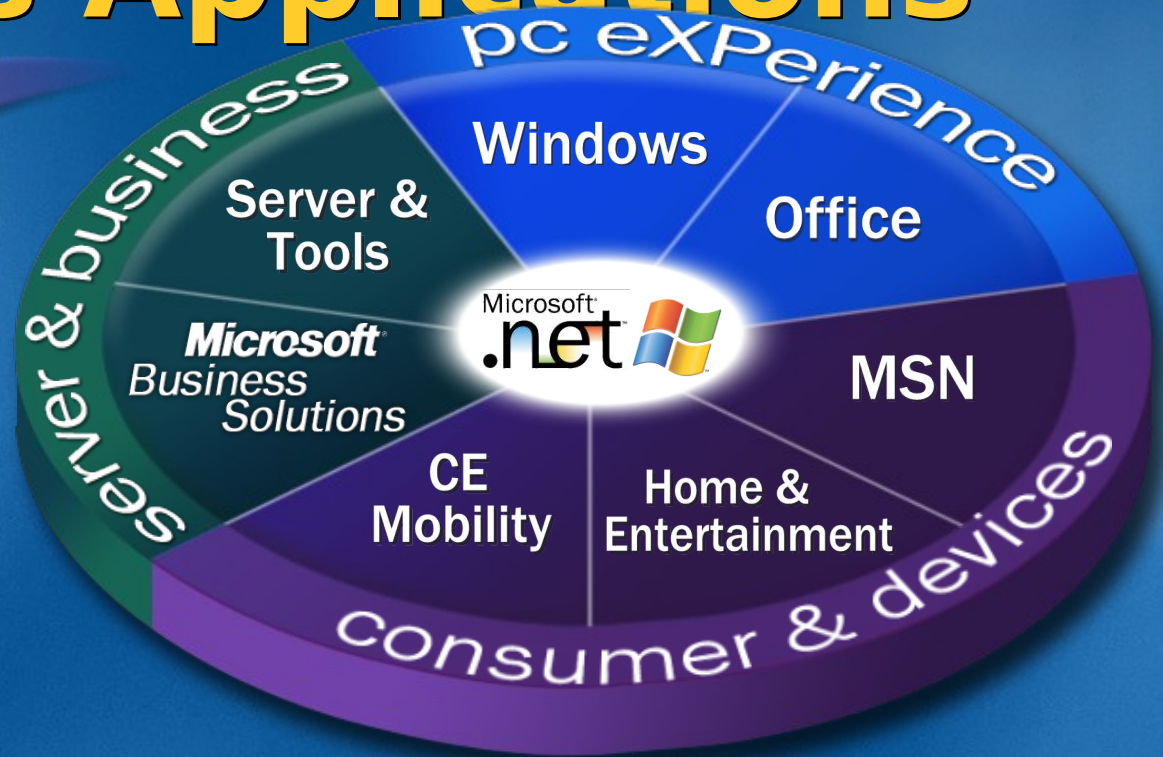 Applications
pc eXPerience
server & business
Windows
Office
Server &
Tools
Microsoft®
.net™
Microsoft®
Business
Solutions
MSN
CE
Mobility
Home &
Entertainment
consumer & devices